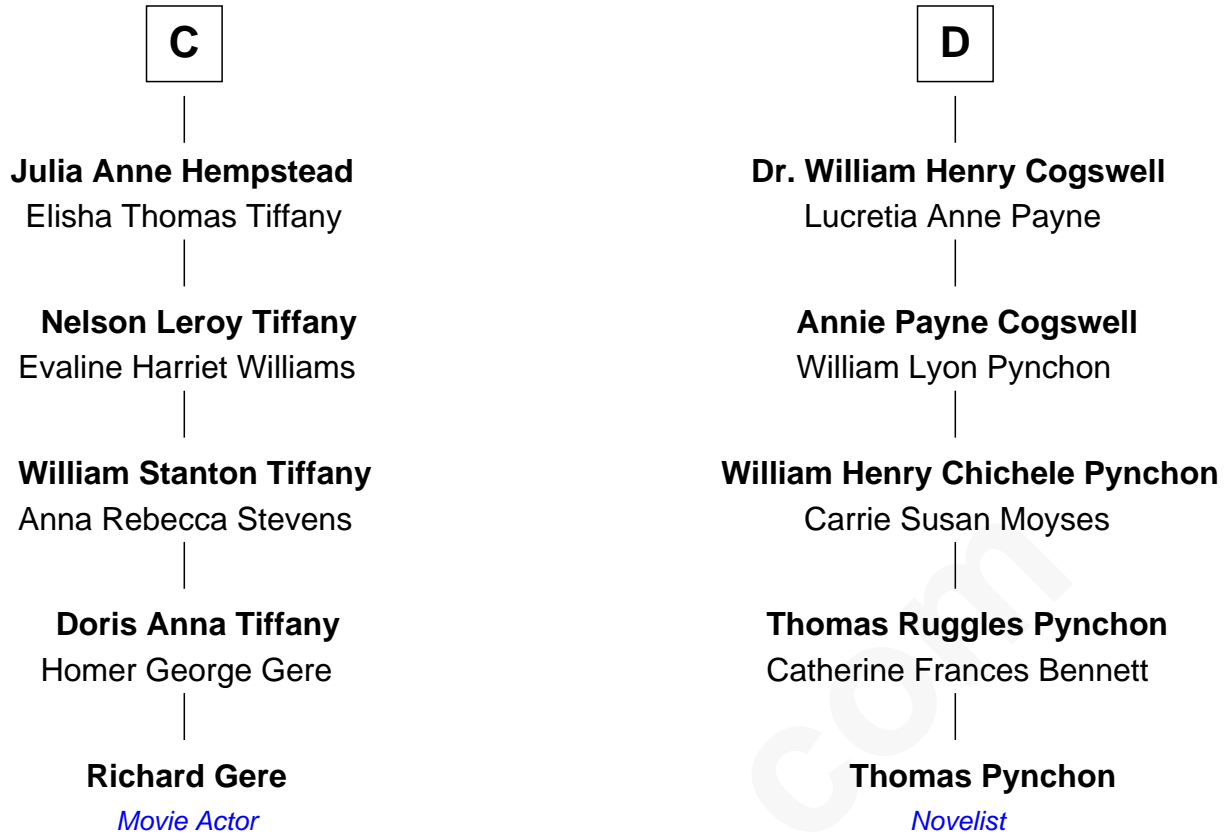 C
Julia Anne Hempstead
Elisha Thomas Tiffany
Nelson Leroy Tiffany
Evaline Harriet Williams
William Stanton Tiffany
Anna Rebecca Stevens
Doris Anna Tiffany
Homer George Gere
Richard Gere
Movie Actor
D
Dr. William Henry Cogswell
Lucretia Anne Payne
Annie Payne Cogswell
William Lyon Pynchon
William Henry Chichele Pynchon
Carrie Susan Moyses
Thomas Ruggles Pynchon
Catherine Frances Bennett
Thomas Pynchon
Novelist
com